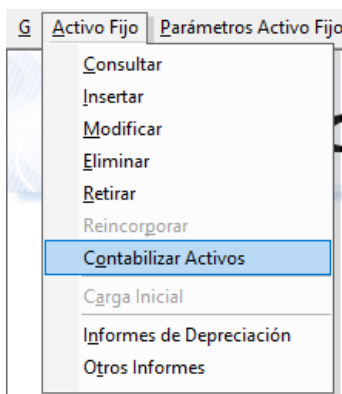 G Activo Fijo Parámetros Activo Fijo
Consultar
Insertar
Modificar
Eliminar
Retirar
Reincorporar
Contabilizar Activos
Carga Inicial
Informes de Depreciación
Otros Informes